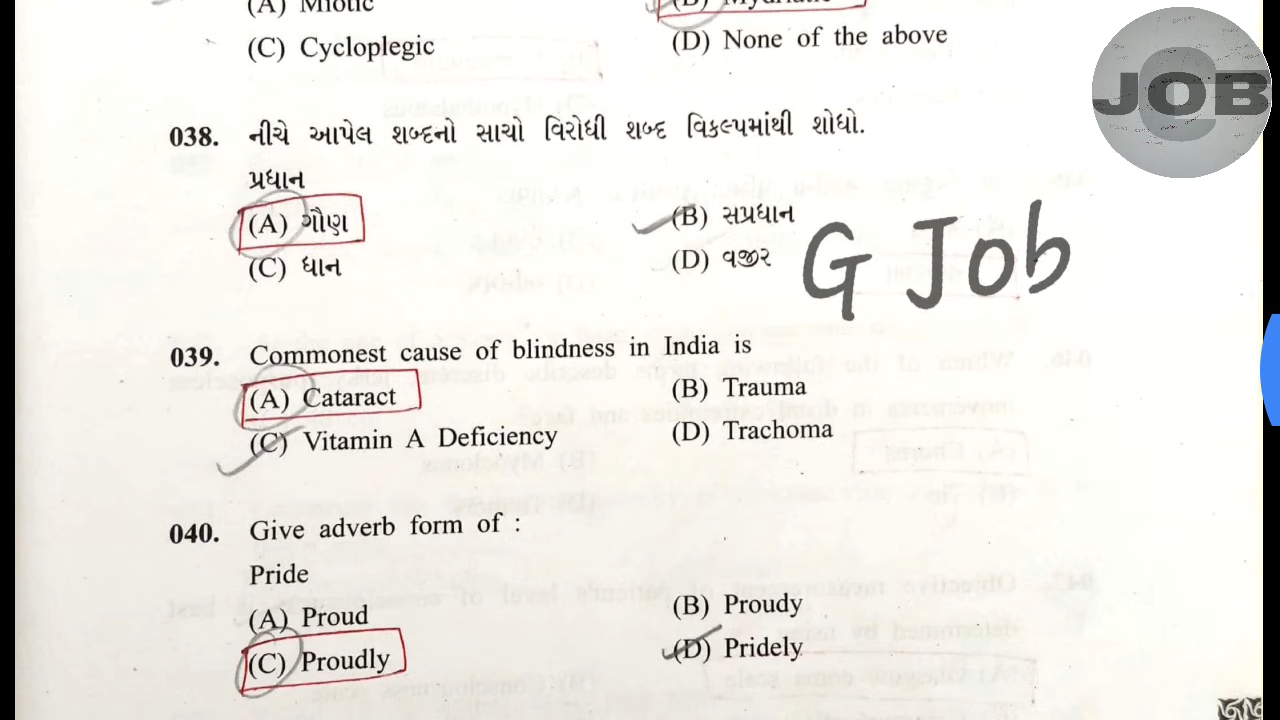 (A) Miotic
(B) Mydriatic
(C) Cycloplegic
(D) None of the above
JOB
038. નીચે આપેલ શબ્દનો સાચો વિરોધી શબ્દ વિકલ્પમાંથી શોધો.
પ્રધાન
(A) ગૌણ
(B) સપ્રધાન
(C) ધાન
(D) વજીર
G Job
039. Commonest cause of blindness in India is
(A) Cataract
(B) Trauma
(C) Vitamin A Deficiency
(D) Trachoma
040. Give adverb form of :
Pride
(A) Proud
(B) Proudy
(C) Proudly
(D) Pridely